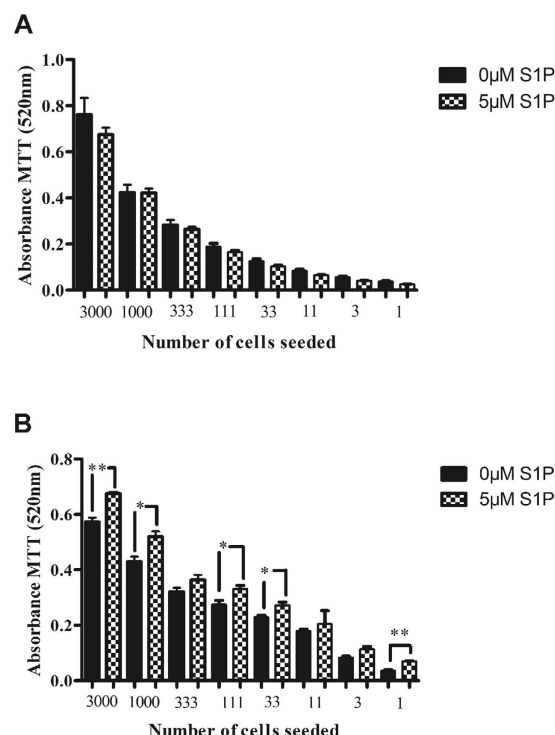 A
1.0
0.8
0.6
0.4
0.2
0.0
Absorbance MTT (520nm)
3000 1000 333 111 33 11 3 1
Number of cells seeded
0μM S1P
5μM S1P
B
0.8
0.6
0.4
0.2
0.0
Absorbance MTT (520nm)
** * * * **
3000 1000 333 111 33 11 3 1
Number of cells seeded
0μM S1P
5μM S1P